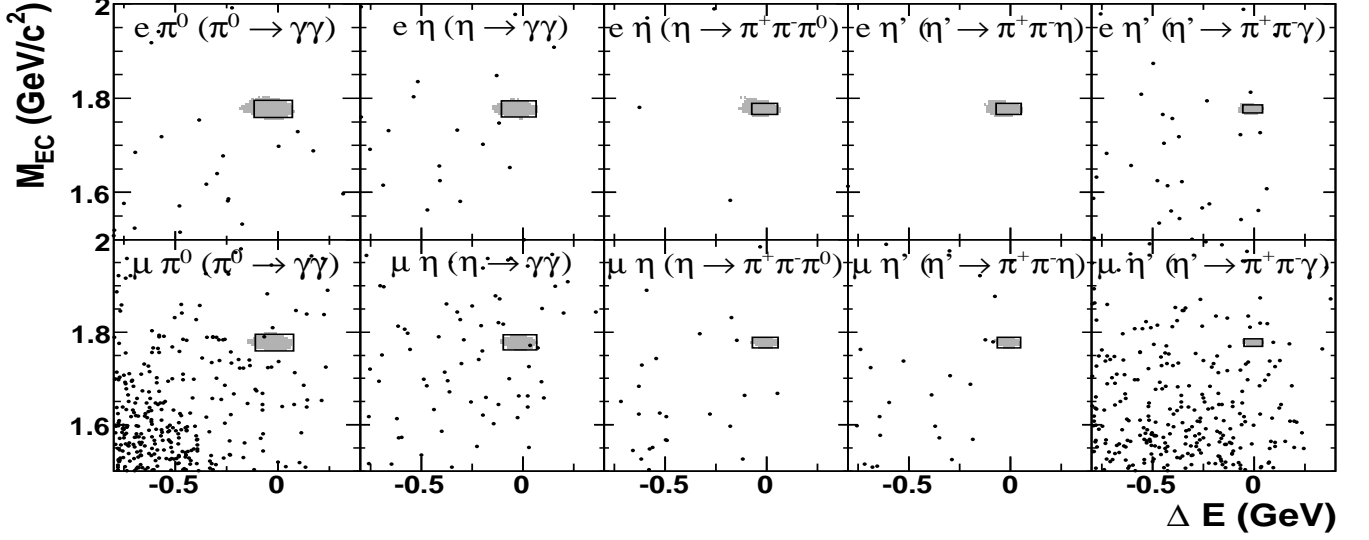 M_EC (GeV/c²)
2
1.8
1.6
e π⁰ (π⁰ → γγ)
e η (η → γγ)
e η (η → π⁺π⁻π⁰)
e η' (η' → π⁺π⁻η)
e η' (η' → π⁺π⁻γ)
2
1.8
1.6
μ π⁰ (π⁰ → γγ)
μ η (η → γγ)
μ η (η → π⁺π⁻π⁰)
μ η' (η' → π⁺π⁻η)
μ η' (η' → π⁺π⁻γ)
-0.5 0 -0.5 0 -0.5 0 -0.5 0 -0.5 0
Δ E (GeV)